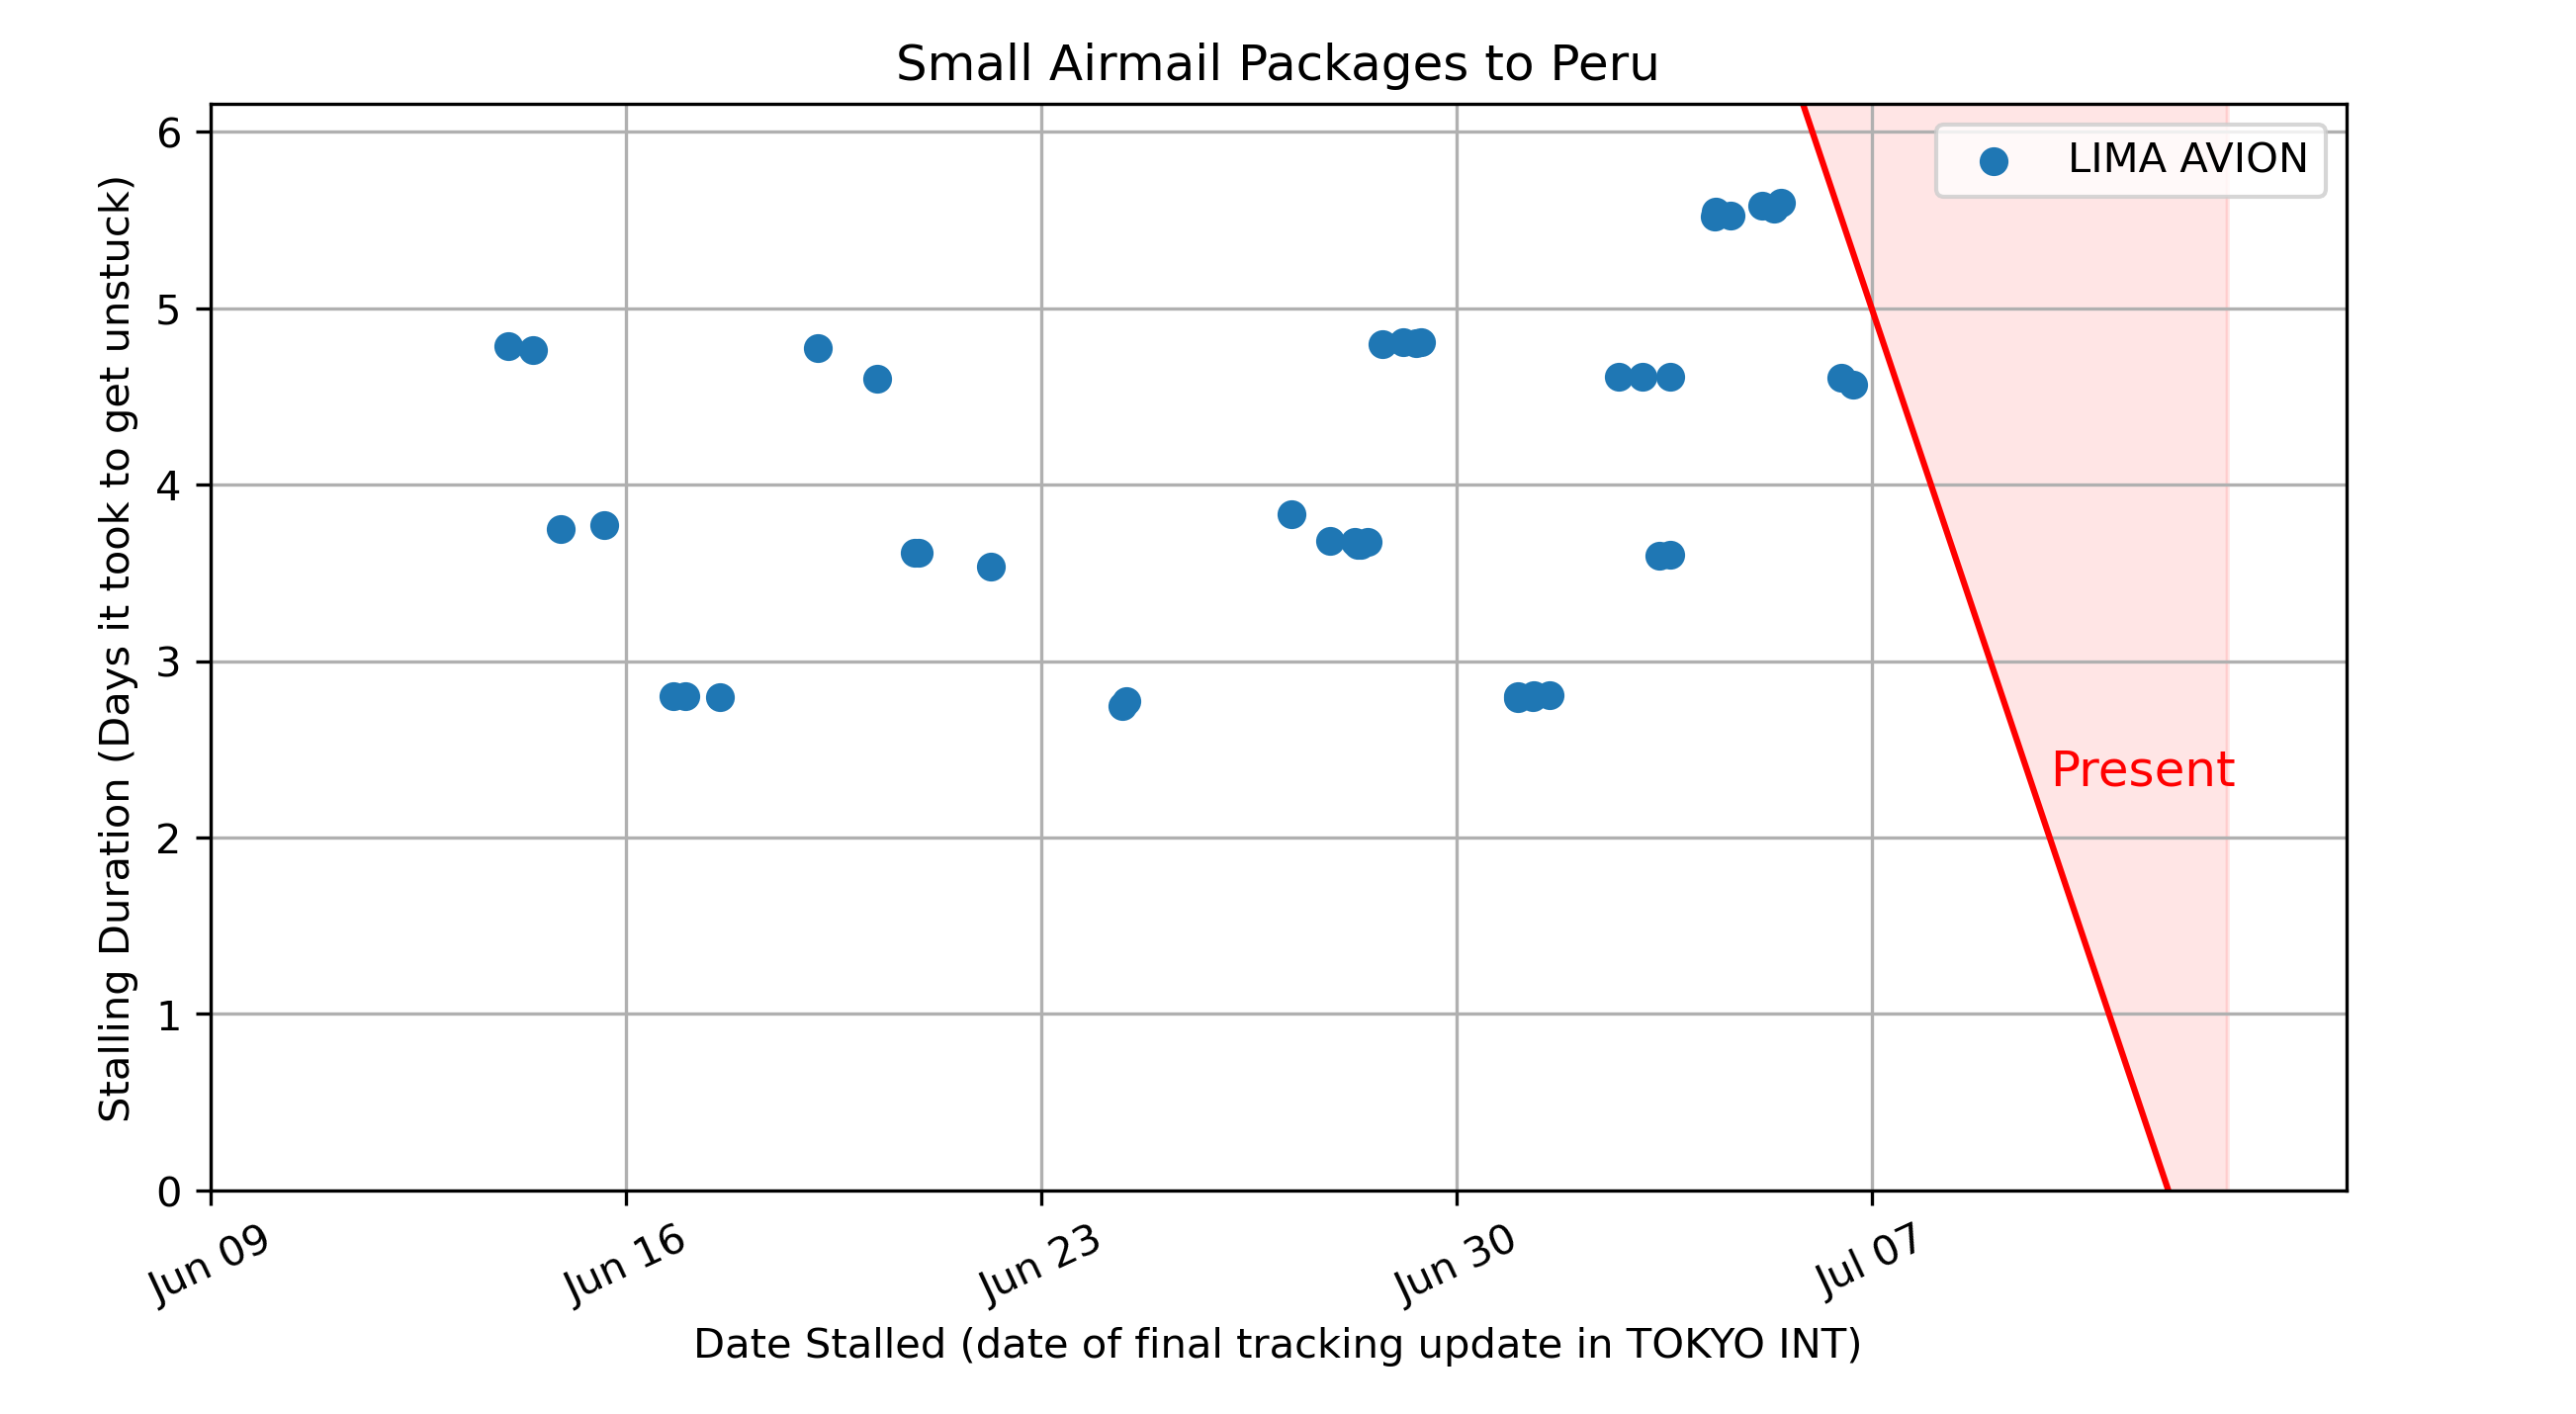 Small Airmail Packages to Peru
LIMA AVION
Stalling Duration (Days it took to get unstuck)
6
5
4
3
2
1
0
Present
Jun 09
Jun 16
Jun 23
Jun 30
Jul 07
Date Stalled (date of final tracking update in TOKYO INT)